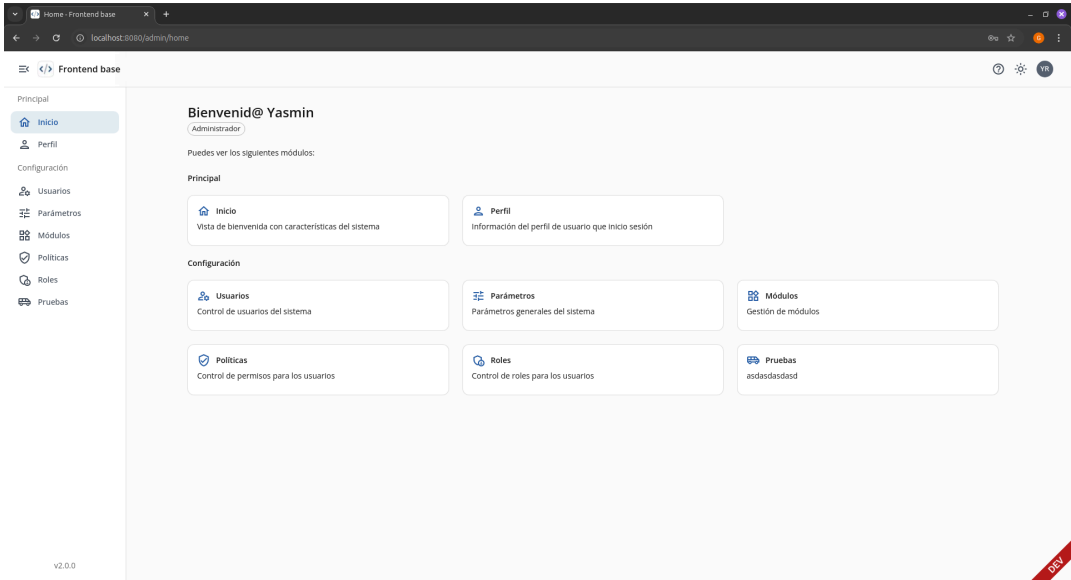 Home - Frontend base
localhost:8080/admin/home
G
Frontend base
YR
Principal
Inicio
Perfil
Configuración
Usuarios
Parámetros
Módulos
Políticas
Roles
Pruebas
v2.0.0
Bienvenid@ Yasmin
Administrador
Puedes ver los siguientes módulos:
Principal
Inicio
Vista de bienvenida con características del sistema
Perfil
Información del perfil de usuario que inicio sesión
Configuración
Usuarios
Control de usuarios del sistema
Parámetros
Parámetros generales del sistema
Módulos
Gestión de módulos
Políticas
Control de permisos para los usuarios
Roles
Control de roles para los usuarios
Pruebas
asdasdasdasd
DEV